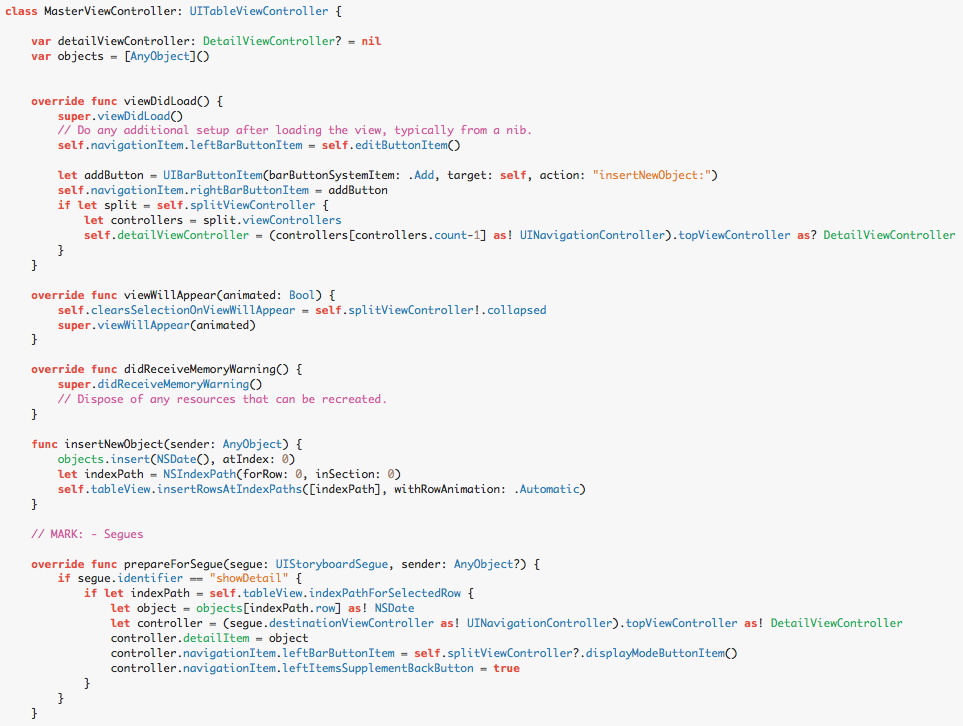 class MasterViewController: UITableViewController {

    var detailViewController: DetailViewController? = nil
    var objects = [AnyObject]()


    override func viewDidLoad() {
        super.viewDidLoad()
        // Do any additional setup after loading the view, typically from a nib.
        self.navigationItem.leftBarButtonItem = self.editButtonItem()

        let addButton = UIBarButtonItem(barButtonSystemItem: .Add, target: self, action: "insertNewObject:")
        self.navigationItem.rightBarButtonItem = addButton
        if let split = self.splitViewController {
            let controllers = split.viewControllers
            self.detailViewController = (controllers[controllers.count-1] as! UINavigationController).topViewController as? DetailViewController
        }
    }

    override func viewWillAppear(animated: Bool) {
        self.clearsSelectionOnViewWillAppear = self.splitViewController!.collapsed
        super.viewWillAppear(animated)
    }

    override func didReceiveMemoryWarning() {
        super.didReceiveMemoryWarning()
        // Dispose of any resources that can be recreated.
    }

    func insertNewObject(sender: AnyObject) {
        objects.insert(NSDate(), atIndex: 0)
        let indexPath = NSIndexPath(forRow: 0, inSection: 0)
        self.tableView.insertRowsAtIndexPaths([indexPath], withRowAnimation: .Automatic)
    }

    // MARK: - Segues

    override func prepareForSegue(segue: UIStoryboardSegue, sender: AnyObject?) {
        if segue.identifier == "showDetail" {
            if let indexPath = self.tableView.indexPathForSelectedRow {
                let object = objects[indexPath.row] as! NSDate
                let controller = (segue.destinationViewController as! UINavigationController).topViewController as! DetailViewController
                controller.detailItem = object
                controller.navigationItem.leftBarButtonItem = self.splitViewController?.displayModeButtonItem()
                controller.navigationItem.leftItemsSupplementBackButton = true
            }
        }
    }